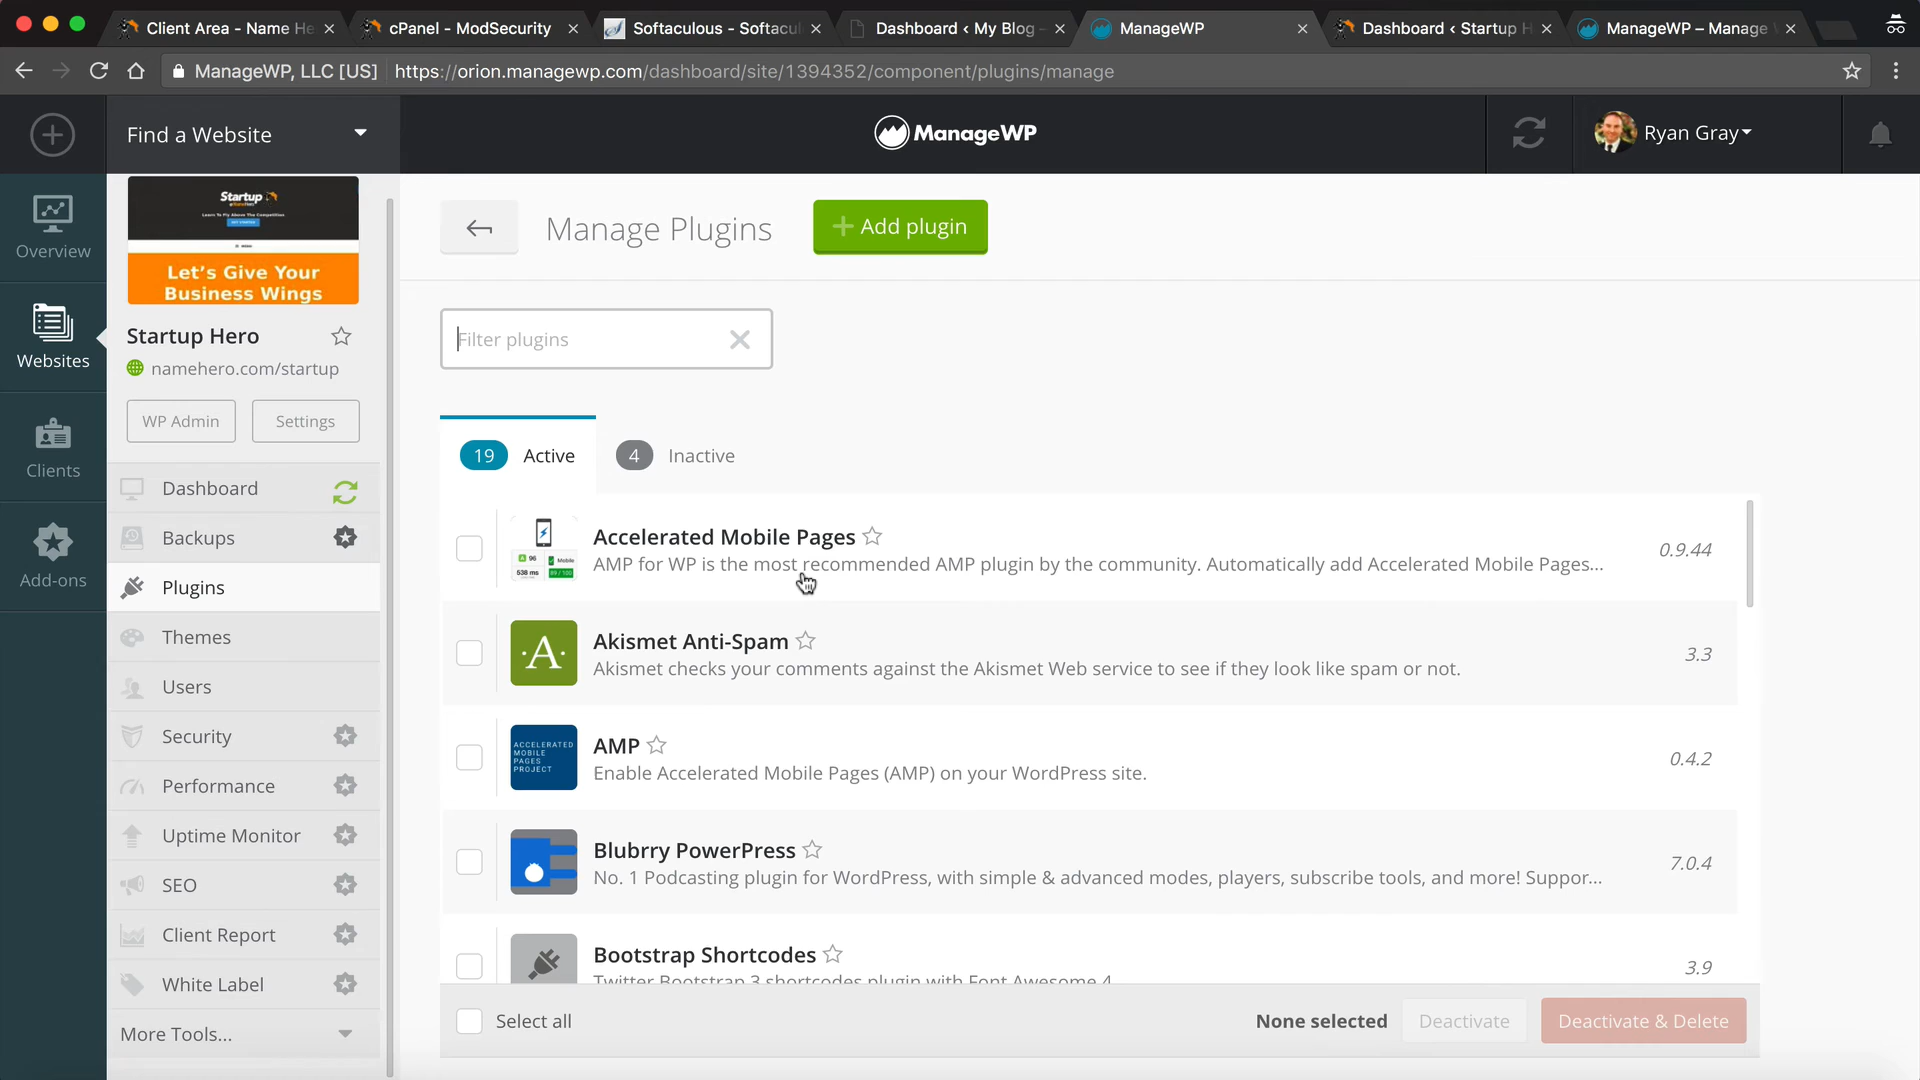 Client Area - Name He
cPanel - ModSecurity
Softaculous - Softacul
Dashboard ‹ My Blog -
ManageWP
Dashboard ‹ Startup H
ManageWP – Manage
ManageWP, LLC [US]
https://orion.managewp.com/dashboard/site/1394352/component/plugins/manage
Find a Website
ManageWP
Ryan Gray
Overview
Websites
Clients
Add-ons
Startup
Let's Give Your
Business Wings
Startup Hero
namehero.com/startup
WP Admin
Settings
Dashboard
Backups
Plugins
Themes
Users
Security
Performance
Uptime Monitor
SEO
Client Report
White Label
More Tools...
Manage Plugins
+ Add plugin
Filter plugins
19 Active
4 Inactive
Accelerated Mobile Pages
AMP for WP is the most recommended AMP plugin by the community. Automatically add Accelerated Mobile Pages...
0.9.44
Akismet Anti-Spam
Akismet checks your comments against the Akismet Web service to see if they look like spam or not.
3.3
ACCELERATED
MOBILE
PAGES
PROJECT
AMP
Enable Accelerated Mobile Pages (AMP) on your WordPress site.
0.4.2
Blubrry PowerPress
No. 1 Podcasting plugin for WordPress, with simple & advanced modes, players, subscribe tools, and more! Suppor...
7.0.4
Bootstrap Shortcodes
Twitter Bootstrap 3 shortcodes plugin with Font Awesome 4
3.9
Select all
None selected
Deactivate
Deactivate & Delete